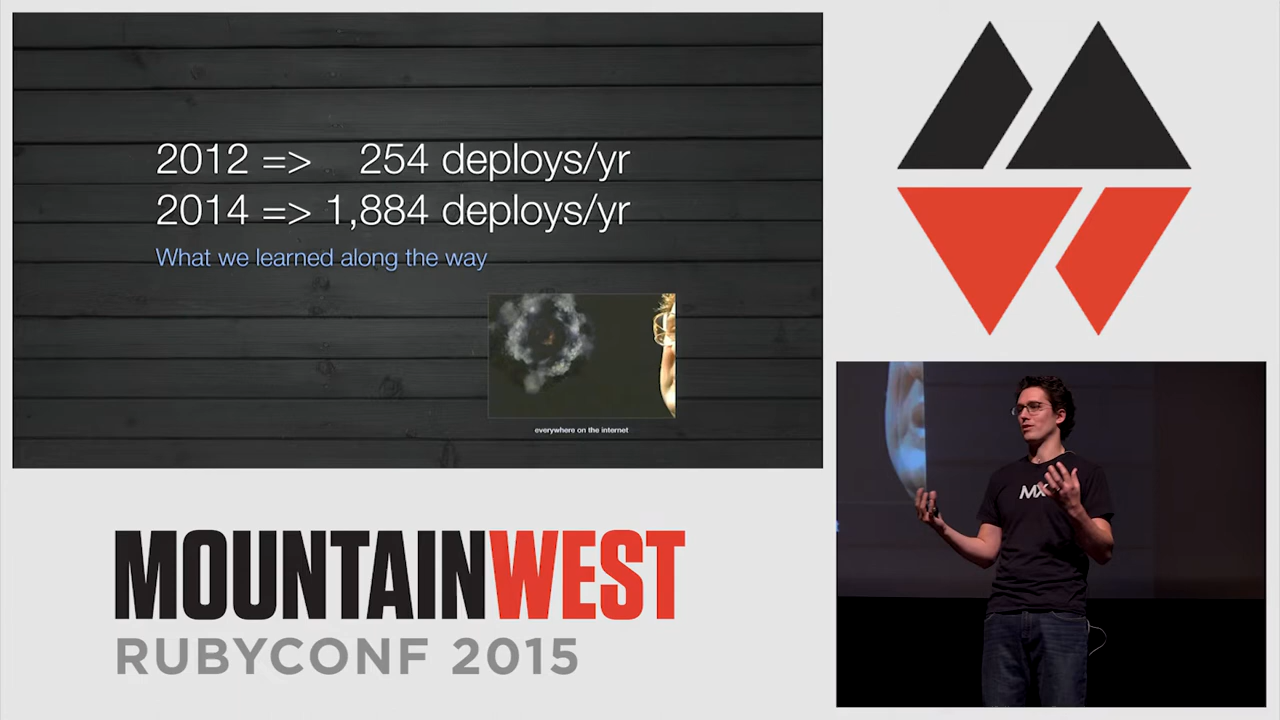 2012 => 254 deploys/yr
2014 => 1,884 deploys/yr
What we learned along the way
everywhere on the internet
MOUNTAINWEST
RUBYCONF 2015
MX